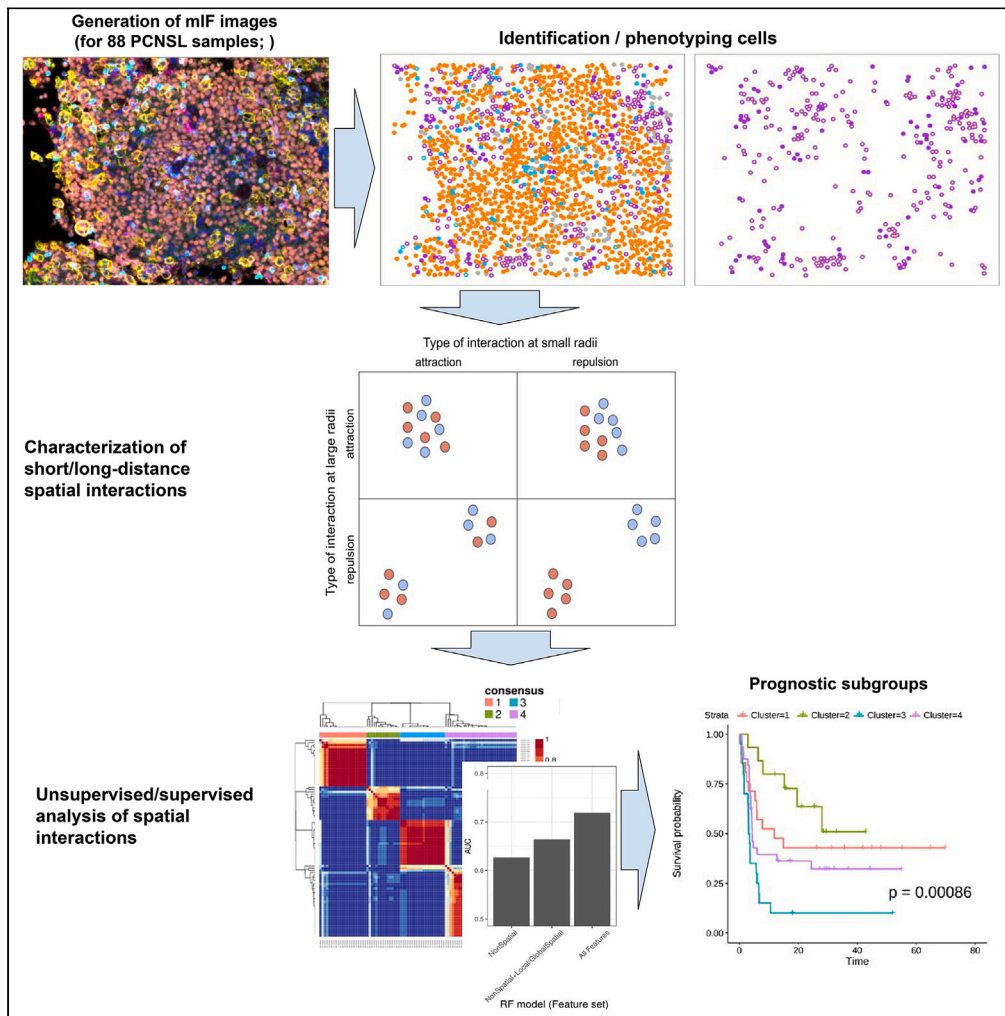 Generation of mIF images
(for 88 PCNSL samples; )
Identification / phenotyping cells
Type of interaction at small radii
attraction
repulsion
Type of interaction at large radii
attraction
repulsion
Characterization of
short/long-distance
spatial interactions
Unsupervised/supervised
analysis of spatial
interactions
consensus
1 3
2 4
1
0.8
0.8
0.7
0.6
0.5
AUC
NonSpatial
NonSpatial+Local/GlobalSpatial
All Features
RF model (Feature set)
Prognostic subgroups
Strata Cluster=1 Cluster=2 Cluster=3 Cluster=4
1.00
0.75
0.50
0.25
0.00
Survival probability
p = 0.00086
0 20 40 60 80
Time